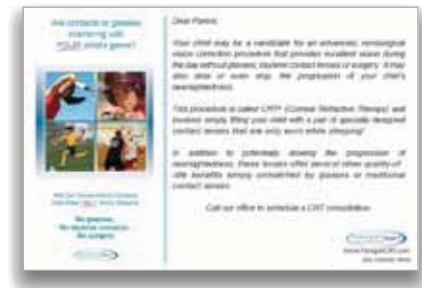 Are contacts or glasses
interfering with
YOUR child's game?
No glasses.
No daytime contacts.
No surgery.
Dear Parent,
Your child may be a candidate for an advanced, nonsurgical
vision correction procedure that provides excellent vision during
the day without glasses, daytime contact lenses or surgery. It may
also slow or even stop the progression of your child's
nearsightedness.
This procedure is called CRT® (Corneal Refractive Therapy) and
involves simply fitting your child with a pair of specially designed
contact lenses that are only worn while sleeping!
In addition to potentially slowing the progression of
nearsightedness, these lenses offer several other quality-of
-life benefits simply unmatched by glasses or traditional
contact lenses.
Call our office to schedule a CRT consultation.